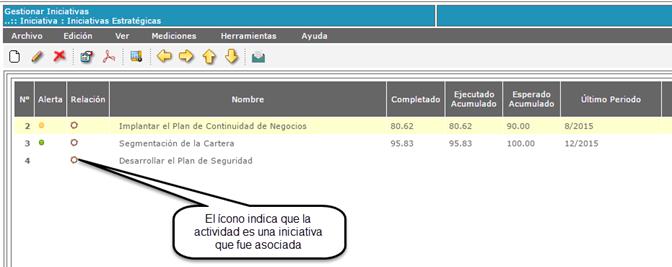 Gestionar Iniciativas
..:: Iniciativa : Iniciativas Estratégicas
Archivo Edición Ver Mediciones Herramientas Ayuda
Nº Alerta Relación Nombre Completado Ejecutado Acumulado Esperado Acumulado Último Periodo
2 Implantar el Plan de Continuidad de Negocios 80.62 80.62 90.00 8/2015
3 Segmentación de la Cartera 95.83 95.83 100.00 12/2015
4 Desarrollar el Plan de Seguridad
El ícono indica que la
actividad es una iniciativa
que fue asociada